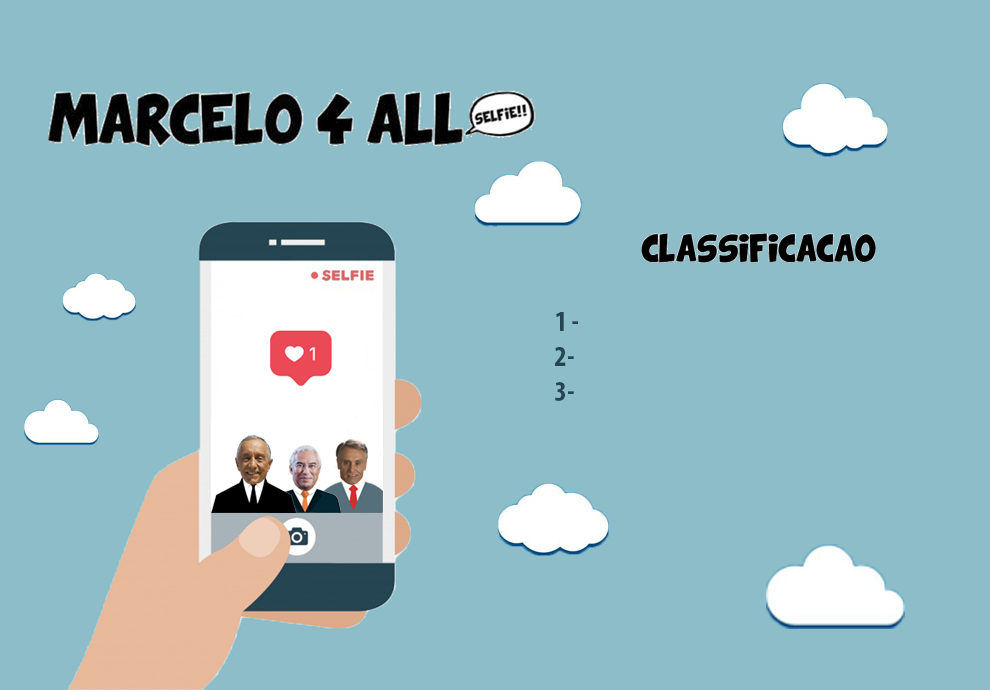 MARCELO 4 ALL
SELFiE!!
CLASSiFiCACAO
SELFIE
1
1 -
2-
3-